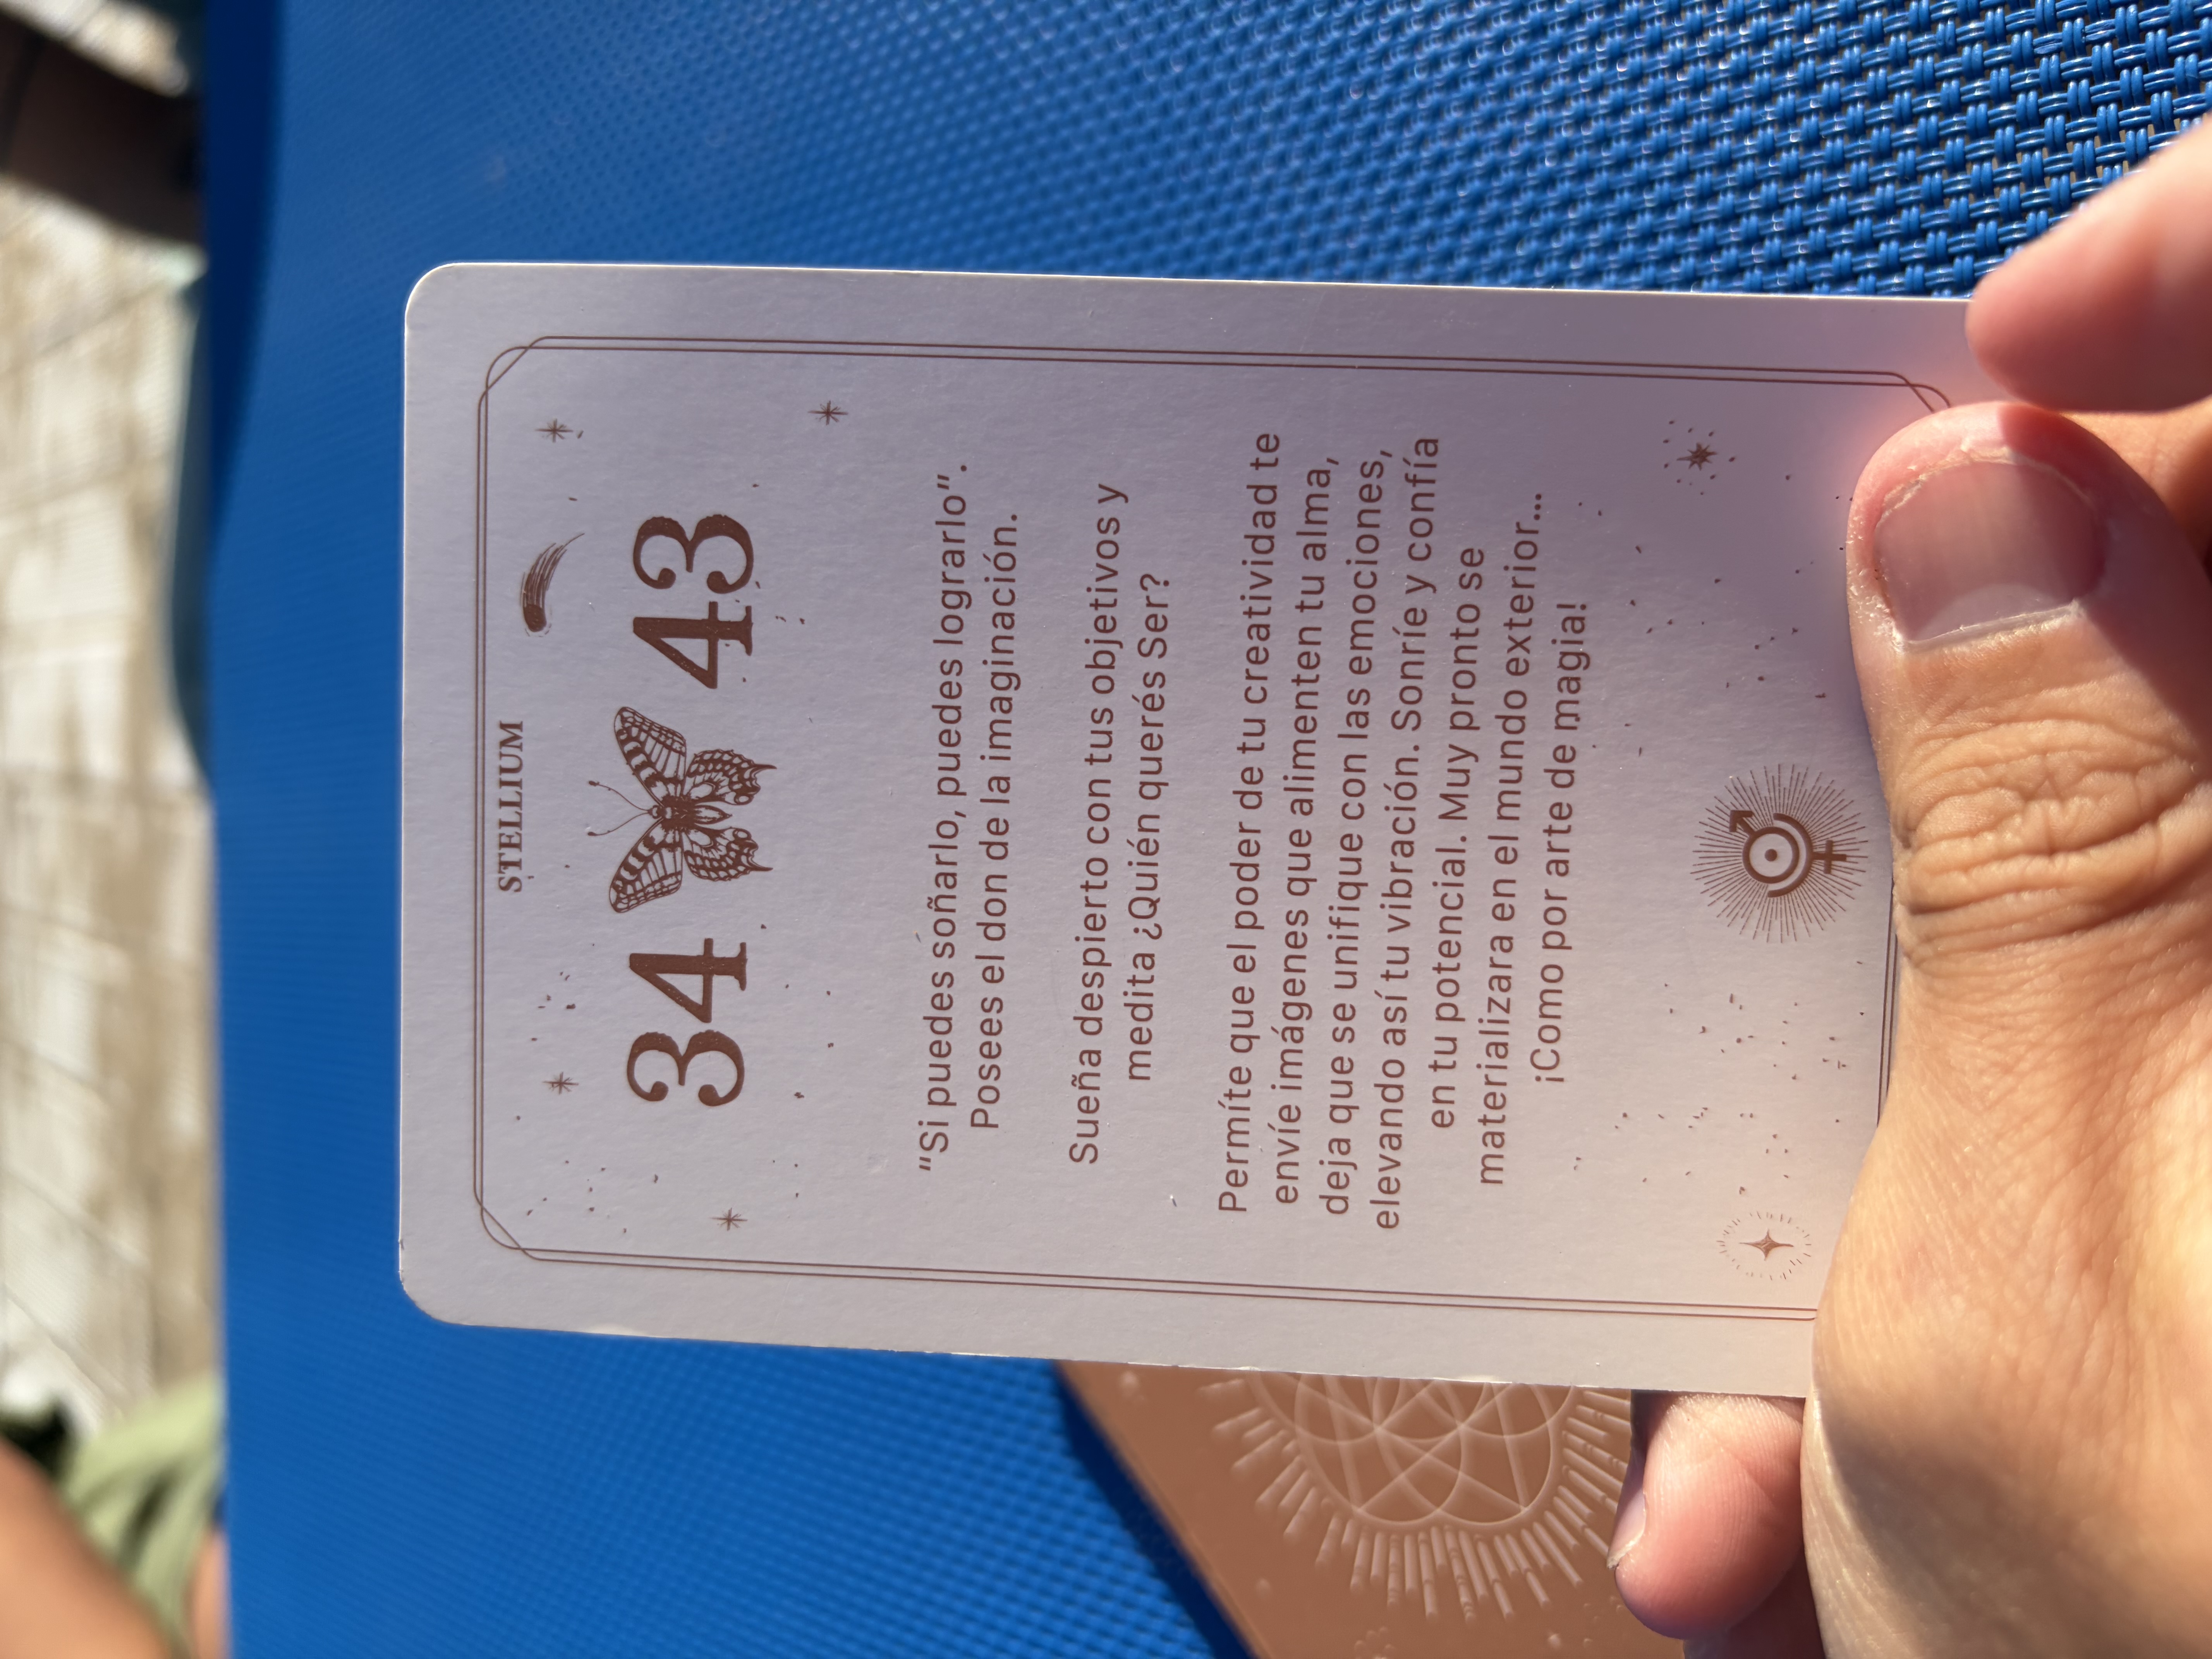 STELLIUM
34 43
"Si puedes soñarlo, puedes lograrlo".
Posees el don de la imaginación.
Sueña despierto con tus objetivos y
medita ¿Quién querés Ser?
Permíte que el poder de tu creatividad te
envíe imágenes que alimenten tu alma,
deja que se unifique con las emociones,
elevando así tu vibración. Sonríe y confía
en tu potencial. Muy pronto se
materializara en el mundo exterior...
¡Como por arte de magia!